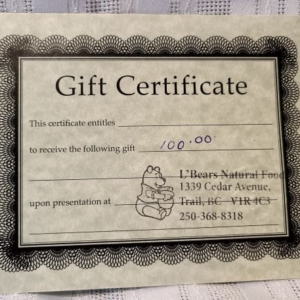 Gift Certificate
This certificate entitles
to receive the following gift 100.00
L'Bears Natural Food
1339 Cedar Avenue,
upon presentation at Trail, BC V1R 4C3
250-368-8318